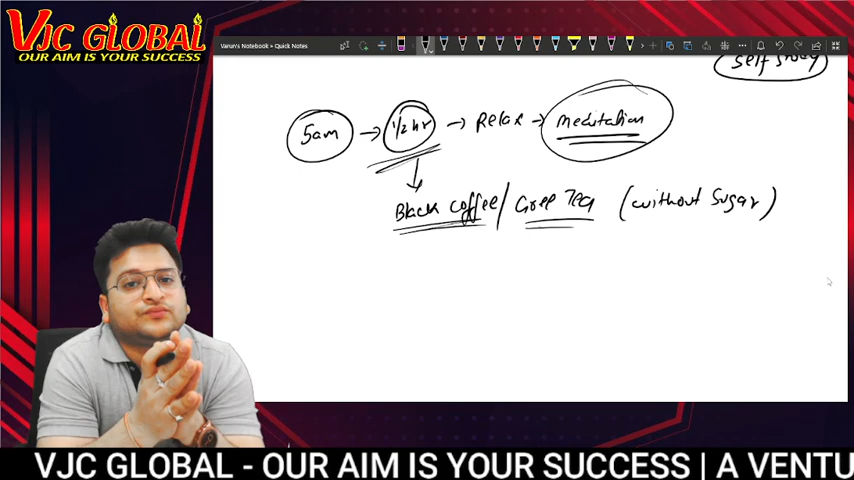 VJC GLOBAL
OUR AIM IS YOUR SUCCESS
Varun's Notebook » Quick Notes
Self Study
5am → 1/2 hr → Relax → meditation
Black coffee/ Gree Tea (without Sugar)
VJC GLOBAL - OUR AIM IS YOUR SUCCESS | A VENTU